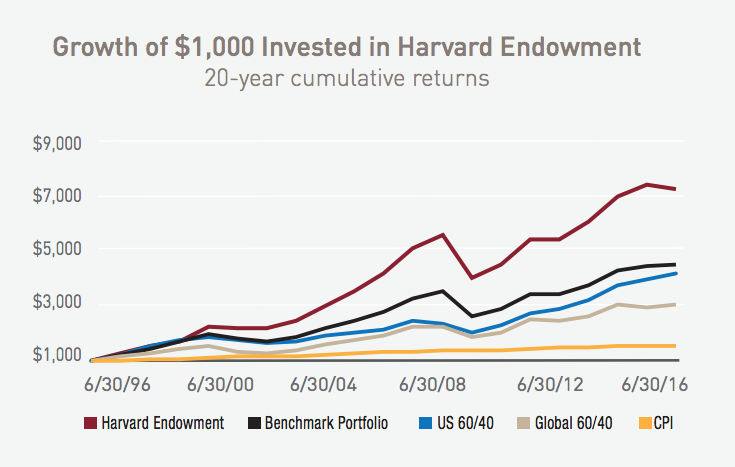 Growth of $1,000 Invested in Harvard Endowment
20-year cumulative returns
$9,000
$7,000
$5,000
$3,000
$1,000
6/30/96 6/30/00 6/30/04 6/30/08 6/30/12 6/30/16
Harvard Endowment Benchmark Portfolio US 60/40 Global 60/40 CPI